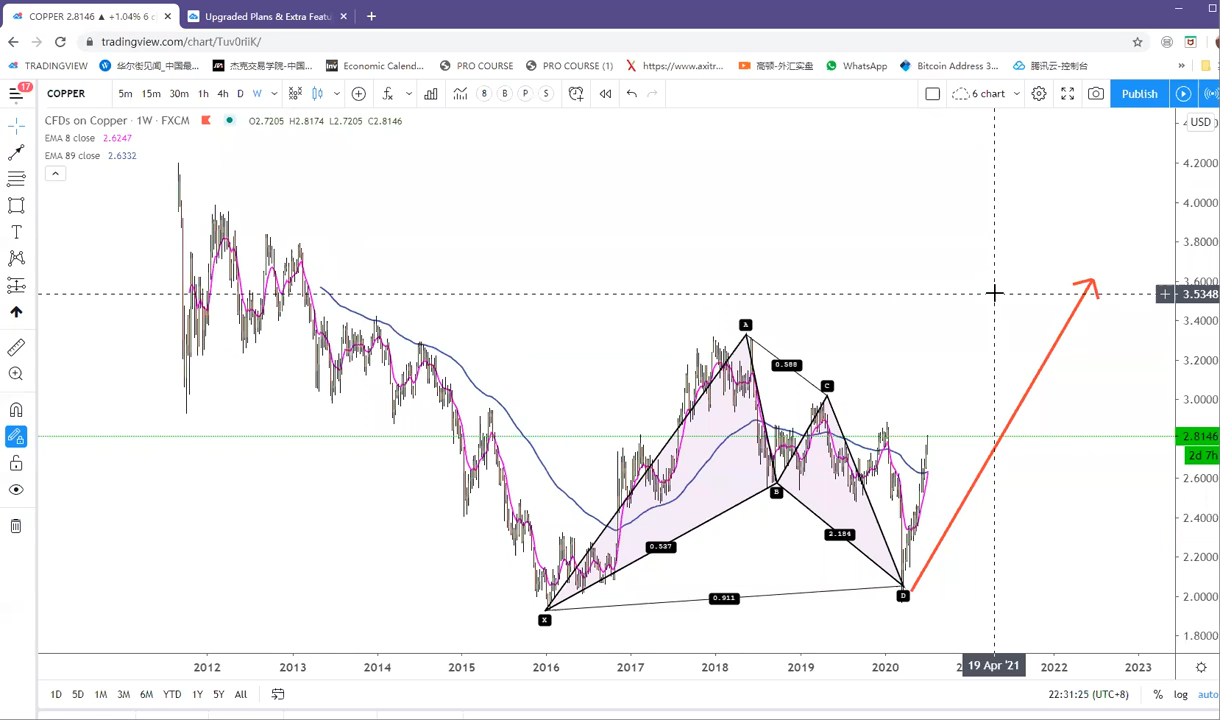 COPPER 2.8146 ▲ +1.04% 6 c
Upgraded Plans & Extra Featu
tradingview.com/chart/Tuv0riiK/
TRADINGVIEW
华尔街见闻_中国最...
杰克交易学院-中国...
Economic Calend...
PRO COURSE
PRO COURSE (1)
https://www.axitr...
高顿-外汇实盘
WhatsApp
Bitcoin Address 3...
腾讯云-控制台
»
17
COPPER
5m 15m 30m 1h 4h D W
8 B P S
6 chart
Publish
CFDs on Copper · 1W · FXCM
O2.7205 H2.8174 L2.7205 C2.8146
EMA 8 close 2.6247
EMA 89 close 2.6332
USD
4.2000
4.0000
3.8000
3.6000
3.5348
3.4000
3.2000
3.0000
2.8146
2d 7h
2.6000
2.4000
2.2000
2.0000
1.8000
A
0.588
C
B
2.184
0.537
D
0.911
X
2012 2013 2014 2015 2016 2017 2018 2019 2020 19 Apr '21 2022 2023
1D 5D 1M 3M 6M YTD 1Y 5Y All
22:31:25 (UTC+8) % log auto